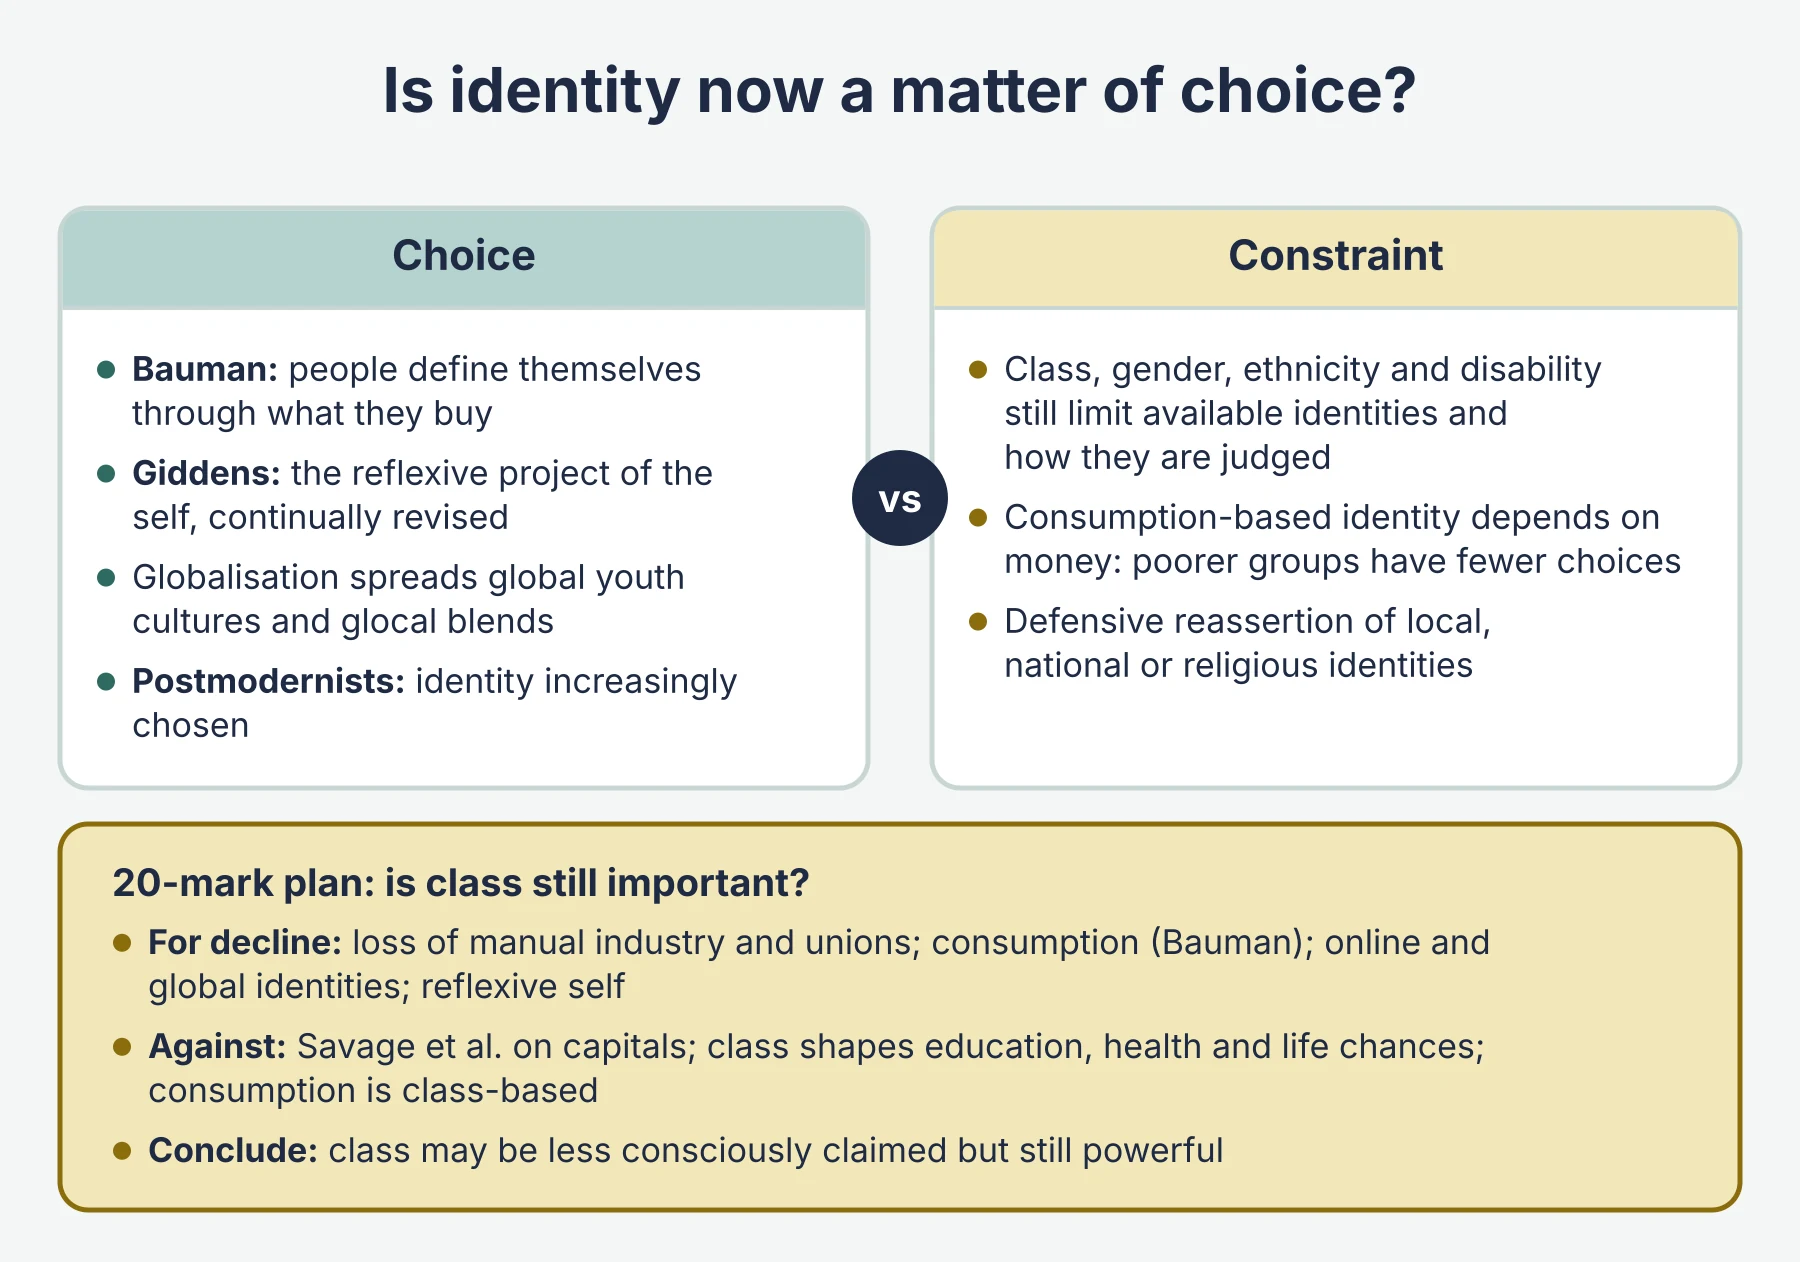 Is identity now a matter of choice?
Choice
Bauman: people define themselves
through what they buy
Giddens: the reflexive project of the
self, continually revised
Globalisation spreads global youth
cultures and glocal blends
Postmodernists: identity increasingly
chosen
vs
Constraint
Class, gender, ethnicity and disability
still limit available identities and
how they are judged
Consumption-based identity depends on
money: poorer groups have fewer choices
Defensive reassertion of local,
national or religious identities
20-mark plan: is class still important?
For decline: loss of manual industry and unions; consumption (Bauman); online and
global identities; reflexive self
Against: Savage et al. on capitals; class shapes education, health and life chances;
consumption is class-based
Conclude: class may be less consciously claimed but still powerful